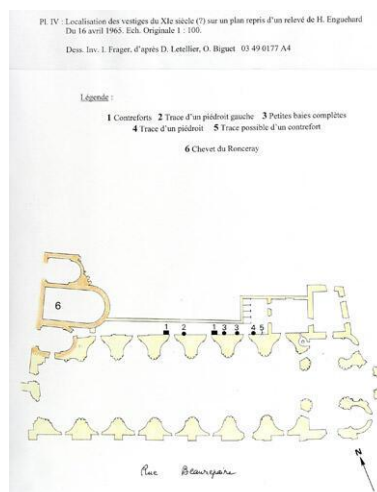 Pl. IV : Localisation des vestiges du XIe siècle (?) sur un plan repris d'un relevé de H. Enguehard
Du 16 avril 1965. Ech. Originale 1 : 100.
Dess. Inv. I. Frager, d'après D. Letellier, O. Biguet 03 49 0177 A4
Légende :
1 Contreforts 2 Trace d'un piédroit gauche 3 Petites baies complètes
4 Trace d'un piédroit 5 Trace possible d'un contrefort
6 Chevet du Ronceray
6
1 2 1 3 3 4 5
Rue Beaurepaire
N